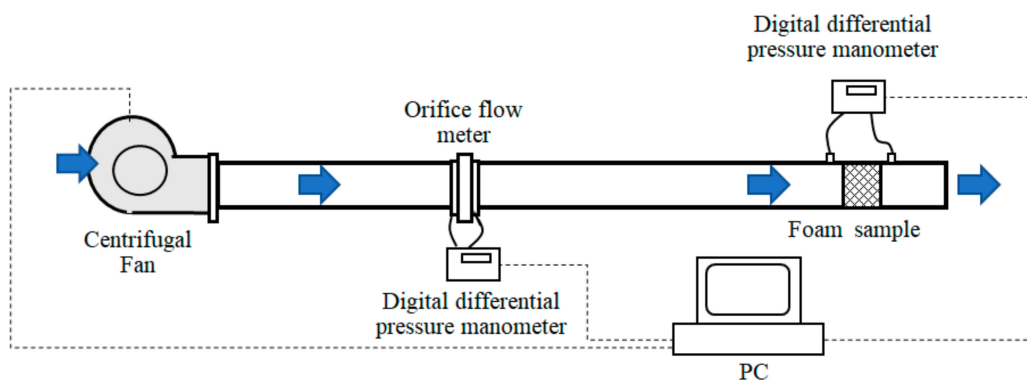 Digital differential
pressure manometer
Orifice flow
meter
Centrifugal
Fan
Foam sample
Digital differential
pressure manometer
PC